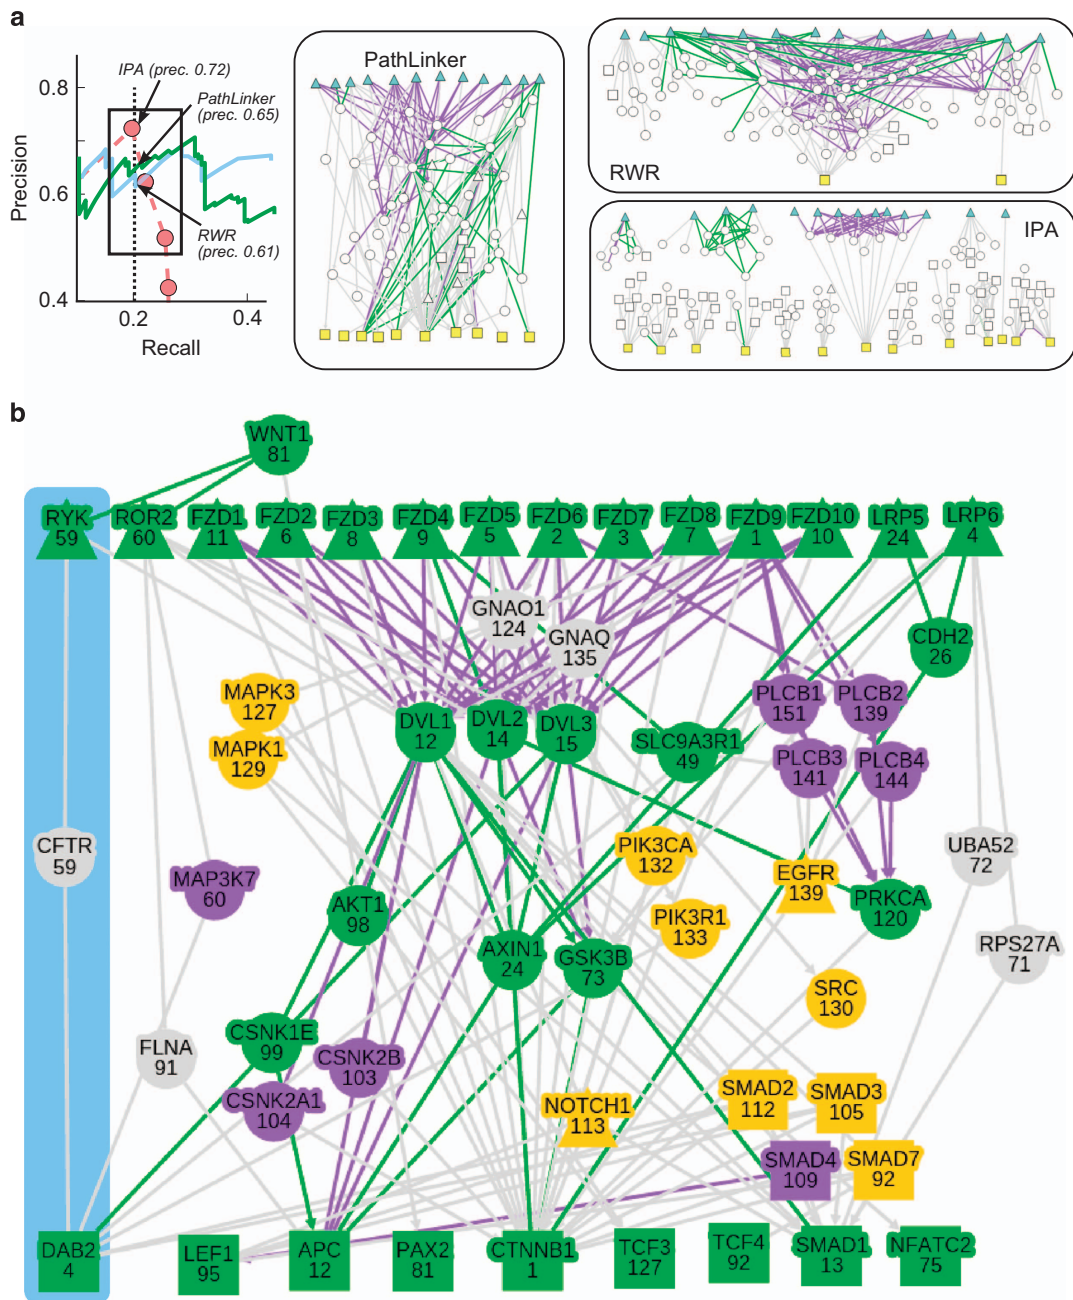 a
0.8
0.6
0.4
Precision
0.2
0.4
Recall
IPA (prec. 0.72)
PathLinker
(prec. 0.65)
RWR
(prec. 0.61)
PathLinker
RWR
IPA
b
WNT1
81
RYK
59
ROR2
60
FZD1
11
FZD2
6
FZD3
8
FZD4
9
FZD5
5
FZD6
2
FZD7
3
FZD8
7
FZD9
1
FZD10
10
LRP5
24
LRP6
4
GNAO1
124
GNAQ
135
CDH2
26
MAPK3
127
MAPK1
129
DVL1
12
DVL2
14
DVL3
15
SLC9A3R1
49
PLCB1
151
PLCB2
139
PLCB3
141
PLCB4
144
CFTR
59
MAP3K7
60
AKT1
98
PIK3CA
132
PIK3R1
133
EGFR
139
PRKCA
120
UBA52
72
RPS27A
71
AXIN1
24
GSK3B
73
SRC
130
FLNA
91
CSNK1E
99
CSNK2B
103
CSNK2A1
104
NOTCH1
113
SMAD2
112
SMAD3
105
SMAD4
109
SMAD7
92
DAB2
4
LEF1
95
APC
12
PAX2
81
CTNNB1
1
TCF3
127
TCF4
92
SMAD1
13
NFATC2
75